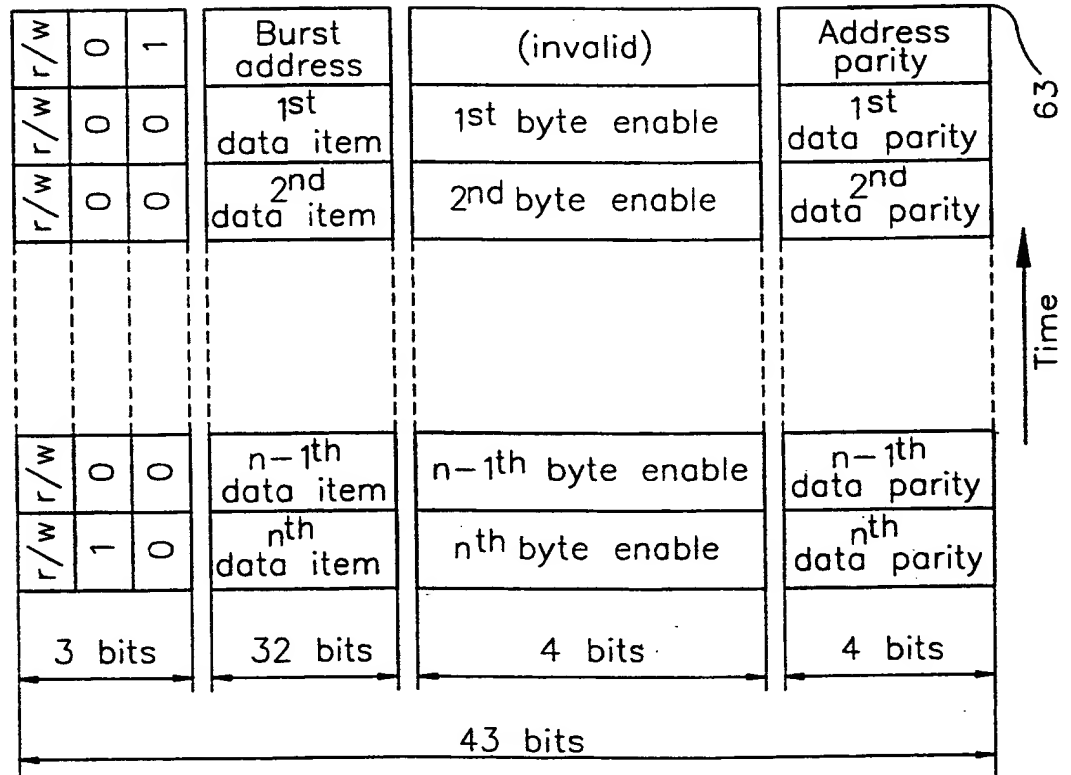 r/w 0 1 Burst address (invalid) Address parity
r/w 0 0 1st data item 1st byte enable 1st data parity
r/w 0 0 2nd data item 2nd byte enable 2nd data parity
r/w 0 0 n-1th data item n-1th byte enable n-1th data parity
r/w 1 0 nth data item nth byte enable nth data parity
3 bits 32 bits 4 bits 4 bits
43 bits
63
Time